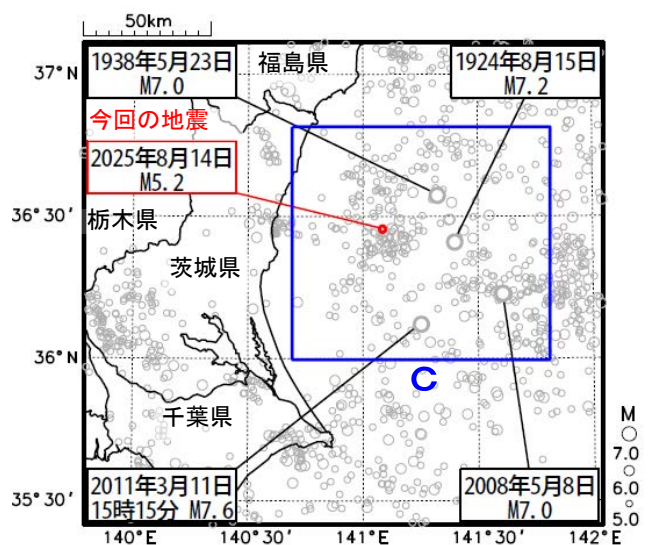 50km
37°N
1938年5月23日
M7.0
福島県
1924年8月15日
M7.2
今回の地震
2025年8月14日
M5.2
36°30′
栃木県
茨城県
36°N
C
千葉県
M
7.0
6.0
5.0
2011年3月11日
15時15分 M7.6
2008年5月8日
M7.0
35°30′
140°E
140°30′
141°E
141°30′
142°E